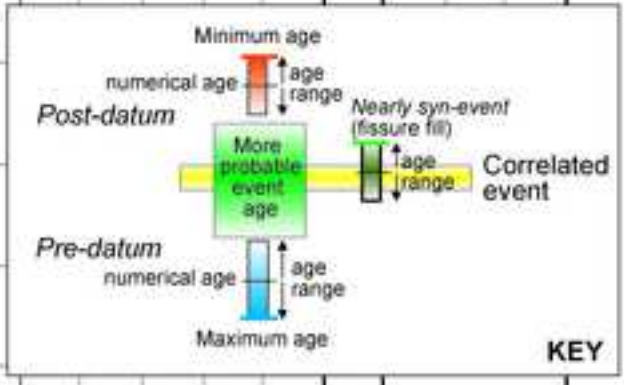 Minimum age
numerical age
age
range
Post-datum
Nearly syn-event
(fissure fill)
More
probable
event
age
age
range
Correlated
event
Pre-datum
numerical age
age
range
Maximum age
KEY